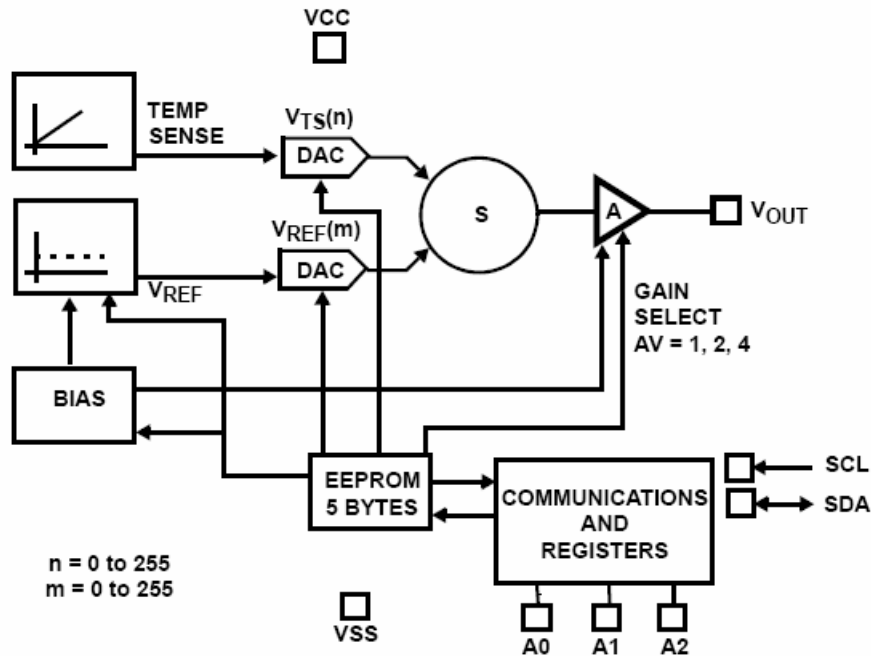 VCC
TEMP
SENSE
VTS(n)
DAC
S
A
VOUT
VREF(m)
DAC
VREF
GAIN
SELECT
AV = 1, 2, 4
BIAS
EEPROM
5 BYTES
COMMUNICATIONS
AND
REGISTERS
SCL
SDA
n = 0 to 255
m = 0 to 255
VSS
A0
A1
A2